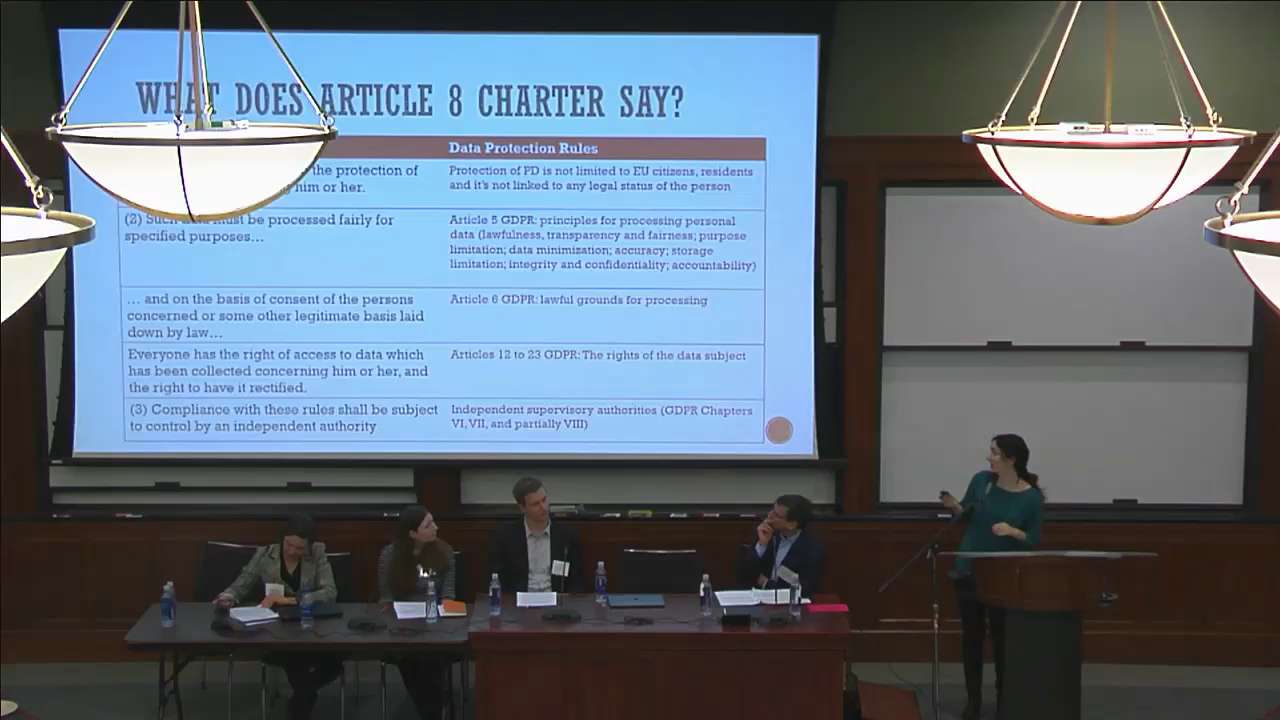 WHAT DOES ARTICLE 8 CHARTER SAY?
Data Protection Rules
the protection of
him or her.
Protection of PD is not limited to EU citizens, residents
and it's not linked to any legal status of the person
(2) Such data must be processed fairly for
specified purposes...
Article 5 GDPR: principles for processing personal
data (lawfulness, transparency and fairness; purpose
limitation; data minimization; accuracy; storage
limitation; integrity and confidentiality; accountability)
... and on the basis of consent of the persons
concerned or some other legitimate basis laid
down by law...
Article 6 GDPR: lawful grounds for processing
Everyone has the right of access to data which
has been collected concerning him or her, and
the right to have it rectified.
Articles 12 to 23 GDPR: The rights of the data subject
(3) Compliance with these rules shall be subject
to control by an independent authority
Independent supervisory authorities (GDPR Chapters
VI, VII, and partially VIII)